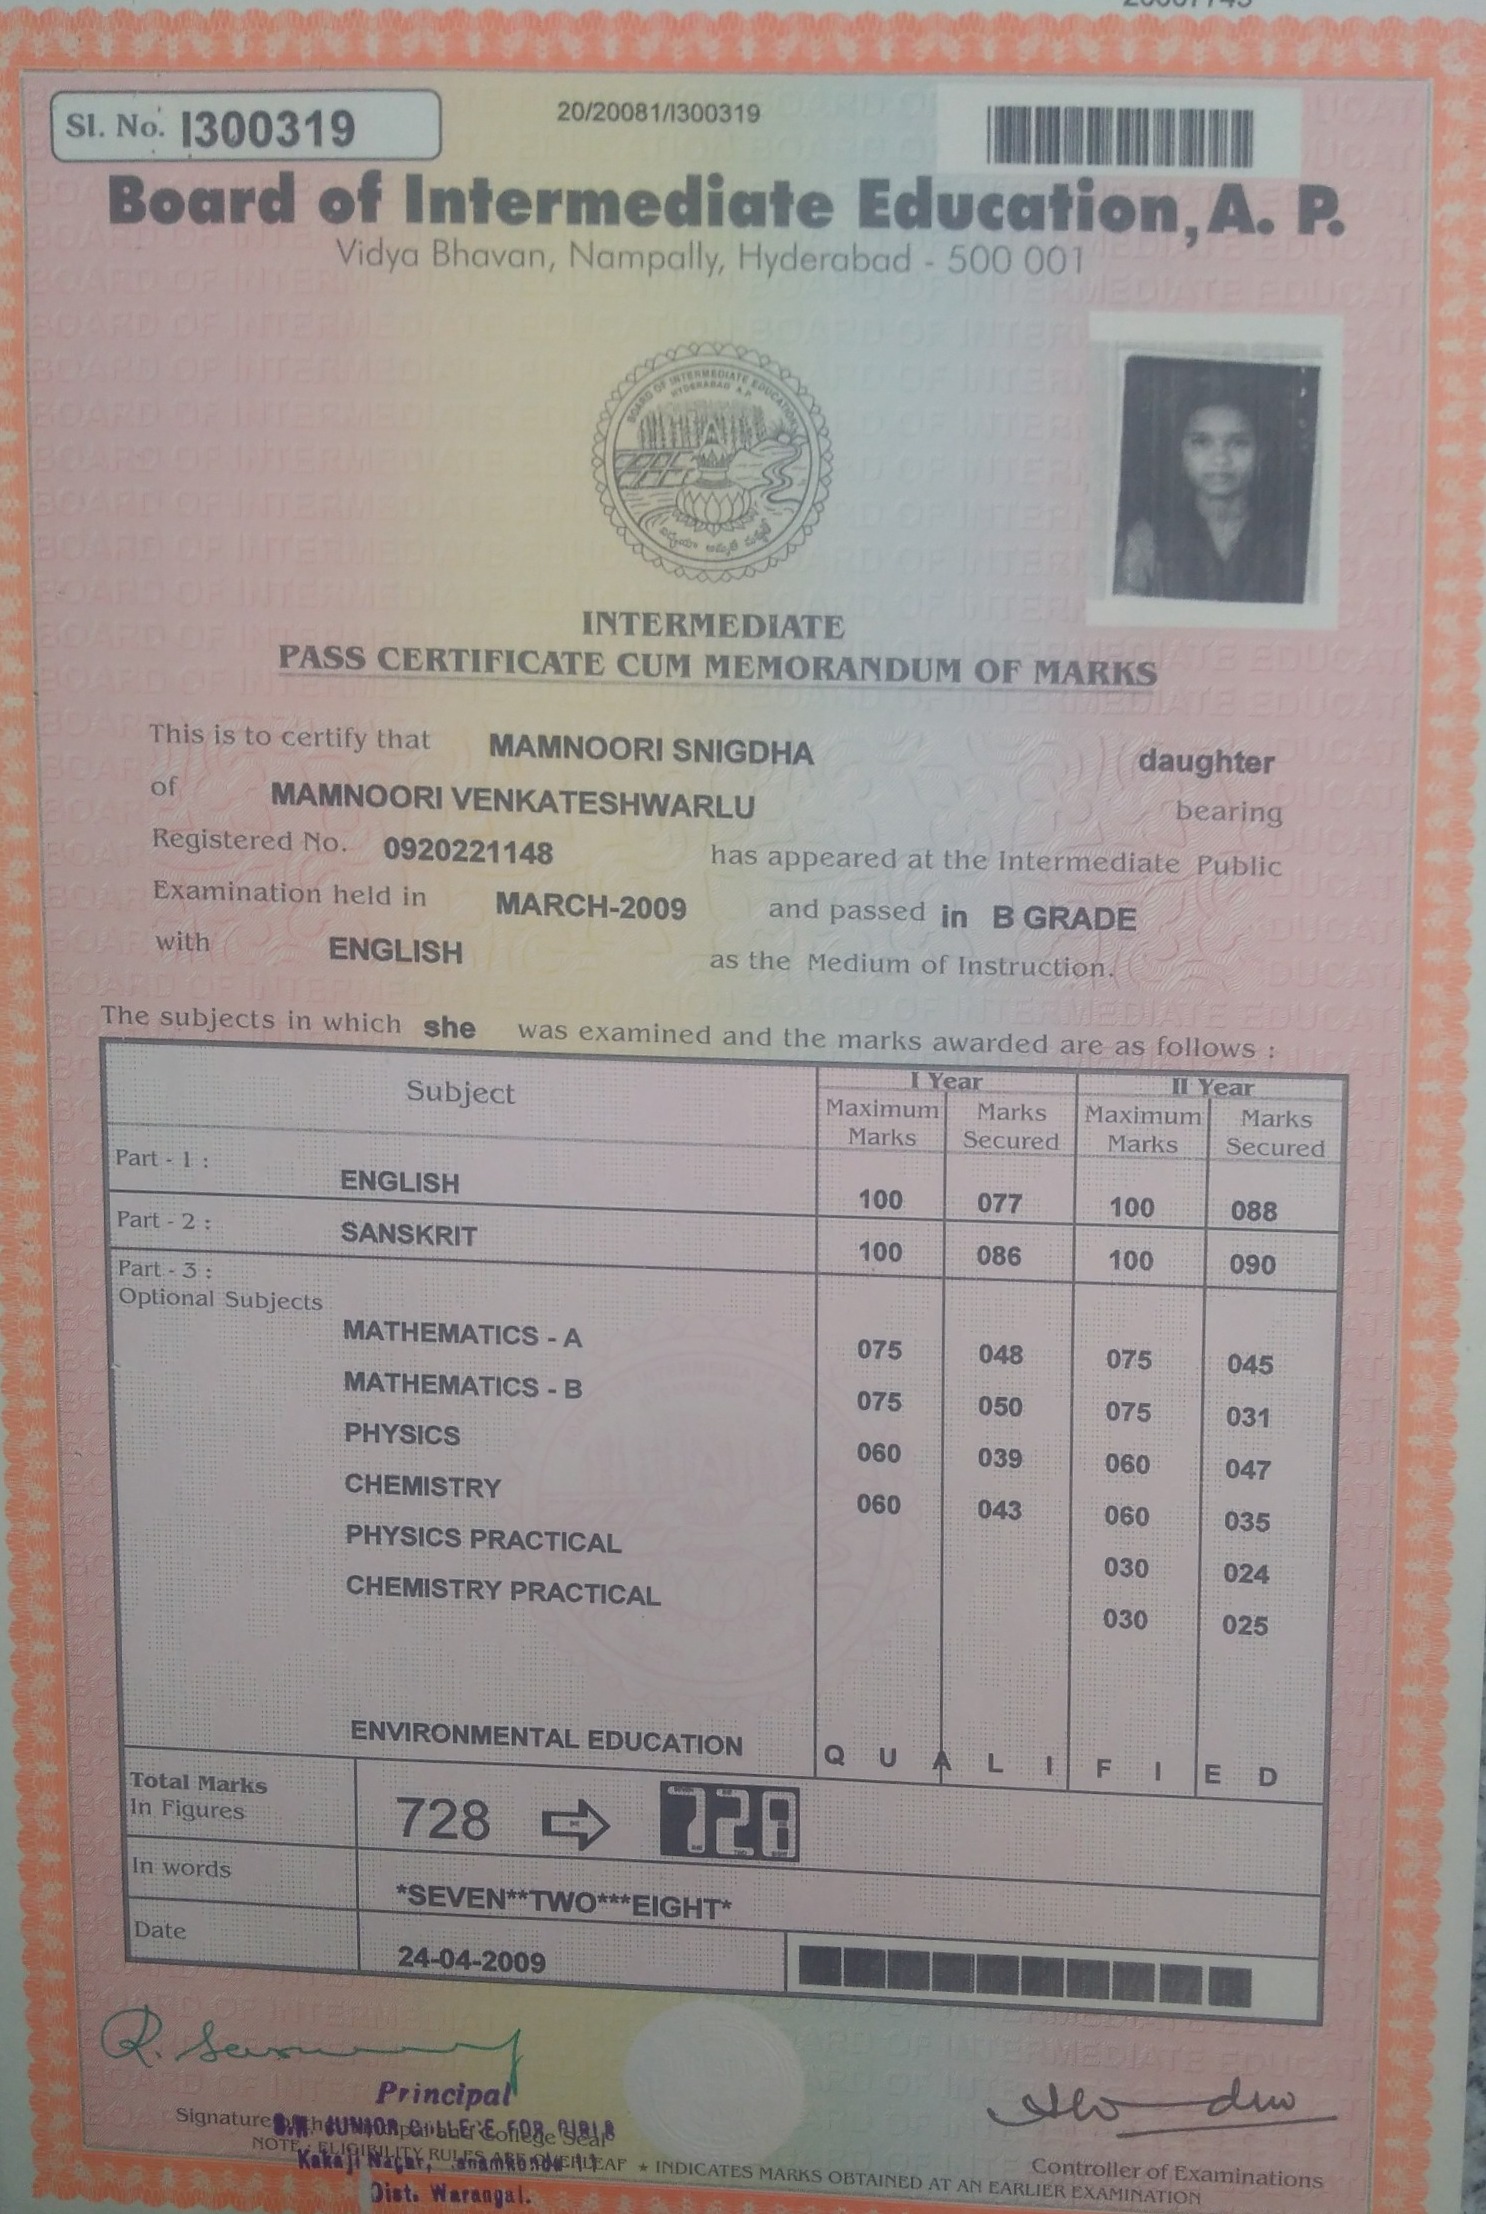 Sl. No. I300319
20/20081/I300319
Board of Intermediate Education, A. P.
Vidya Bhavan, Nampally, Hyderabad - 500 001
BOARD OF INTERMEDIATE EDUCATION
HYDERABAD A.P.
INTERMEDIATE
PASS CERTIFICATE CUM MEMORANDUM OF MARKS
This is to certify that MAMNOORI SNIGDHA daughter
of MAMNOORI VENKATESHWARLU bearing
Registered No. 0920221148 has appeared at the Intermediate Public
Examination held in MARCH-2009 and passed in B GRADE
with ENGLISH as the Medium of Instruction.
The subjects in which she was examined and the marks awarded are as follows :
Subject I Year II Year
Maximum Marks Marks Secured Maximum Marks Marks Secured
Part - 1 :
ENGLISH 100 077 100 088
Part - 2 :
SANSKRIT 100 086 100 090
Part - 3 :
Optional Subjects
MATHEMATICS - A 075 048 075 045
MATHEMATICS - B 075 050 075 031
PHYSICS 060 039 060 047
CHEMISTRY 060 043 060 035
PHYSICS PRACTICAL 030 024
CHEMISTRY PRACTICAL 030 025
ENVIRONMENTAL EDUCATION Q U A L I F I E D
Total Marks
In Figures 728 728
In words *SEVEN**TWO***EIGHT*
Date 24-04-2009
Principal
Signature of the Principal and College Seal
JUNIOR COLLEGE FOR GIRLS
NOTE : ELIGIBILITY RULES ARE OVERLEAF * INDICATES MARKS OBTAINED AT AN EARLIER EXAMINATION
Kakaji Nagar,
Dist. Warangal.
Controller of Examinations